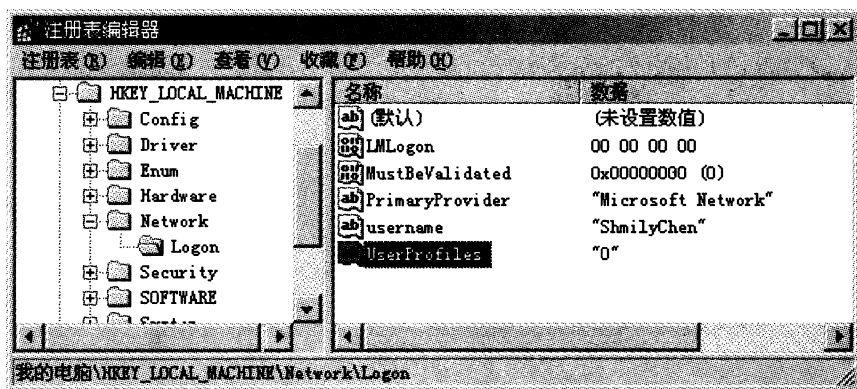 注册表编辑器
注册表(R) 编辑(E) 查看(V) 收藏(F) 帮助(H)
HKEY_LOCAL_MACHINE
Config
Driver
Enum
Hardware
Network
Logon
Security
SOFTWARE
名称 数据
(默认) (未设置数值)
LMLogon 00 00 00 00
MustBeValidated 0x00000000 (0)
PrimaryProvider "Microsoft Network"
username "ShmilyChen"
UserProfiles "0"
我的电脑\HKEY_LOCAL_MACHINE\Network\Logon